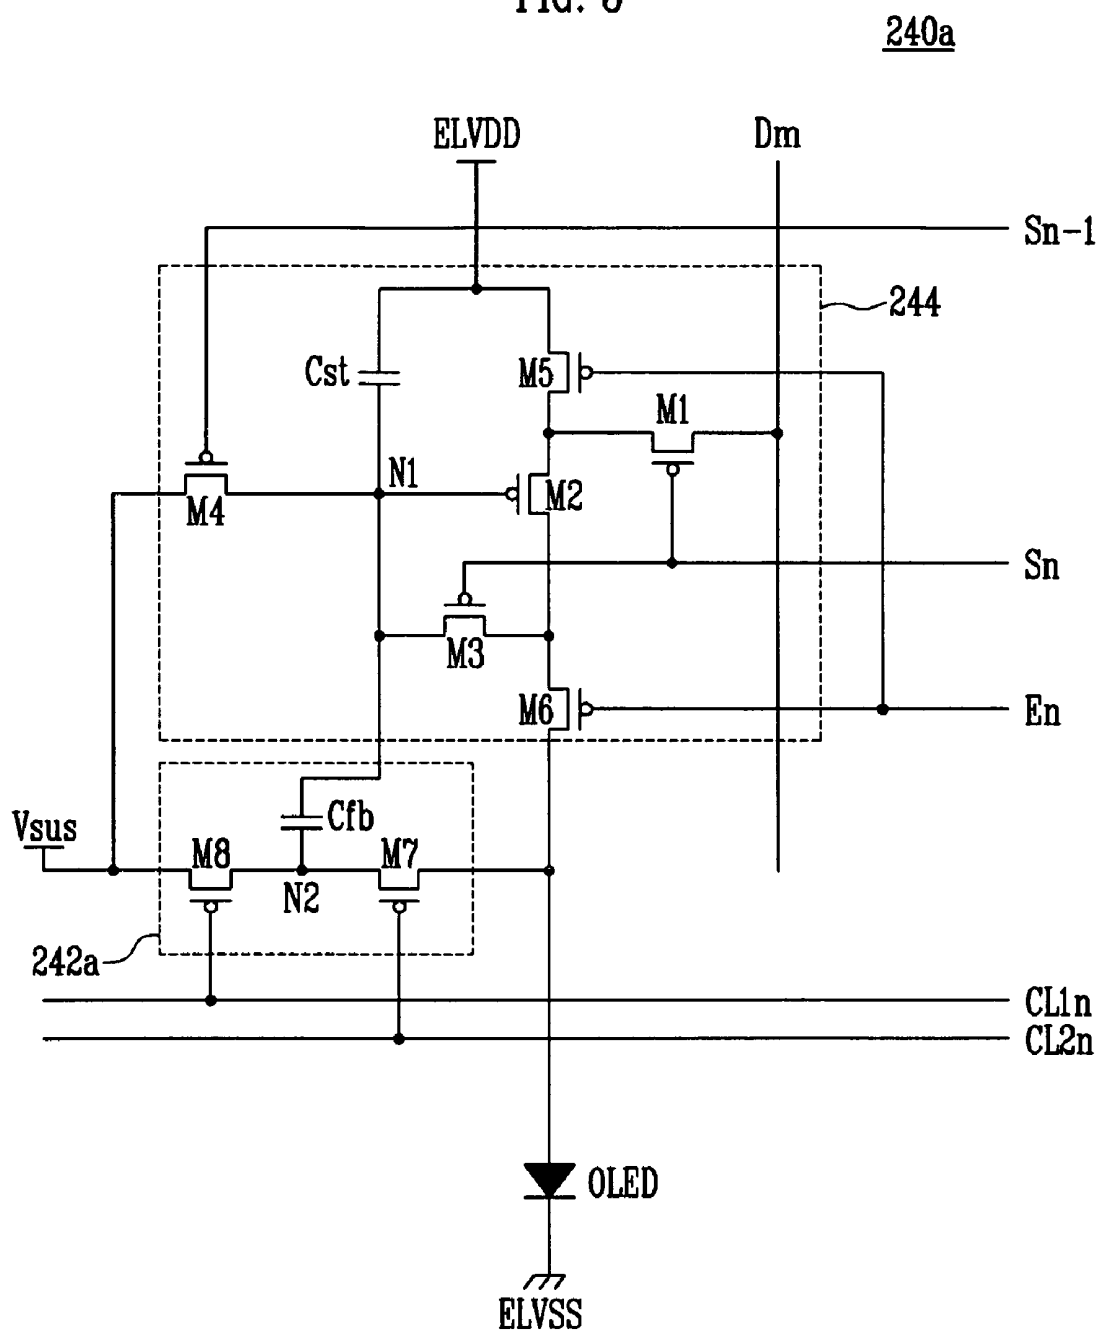 240a
ELVDD
Dm
Sn-1
244
Cst
M5
M1
N1
M4
M2
Sn
M3
M6
En
Vsus
Cfb
M8
M7
N2
242a
CL1n
CL2n
OLED
ELVSS